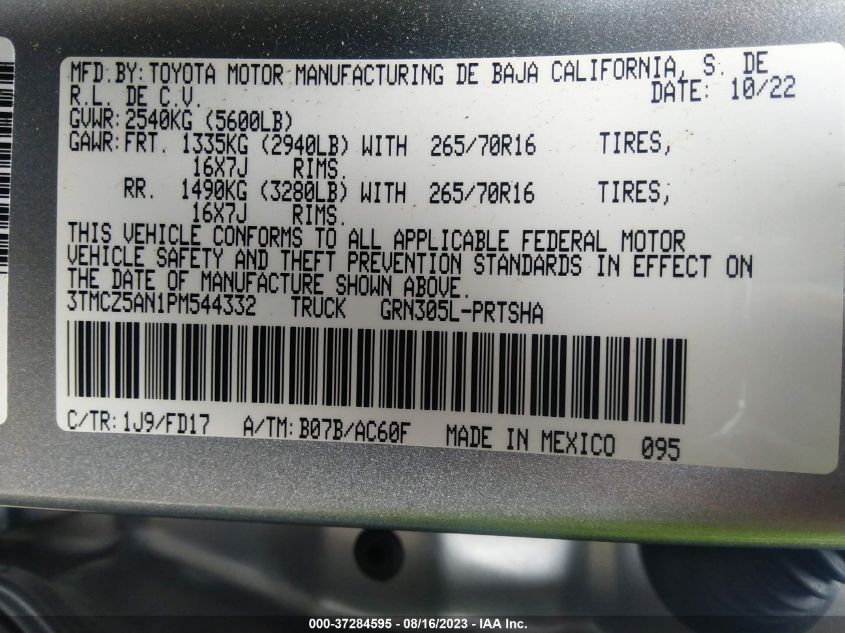 MFD.BY: TOYOTA MOTOR MANUFACTURING DE BAJA CALIFORNIA, S. DE
R.L. DE C.V. DATE: 10/22
GVWR: 2540KG (5600LB)
GAWR: FRT. 1335KG (2940LB) WITH 265/70R16 TIRES,
16X7J RIMS.
RR. 1490KG (3280LB) WITH 265/70R16 TIRES,
16X7J RIMS.
THIS VEHICLE CONFORMS TO ALL APPLICABLE FEDERAL MOTOR
VEHICLE SAFETY AND THEFT PREVENTION STANDARDS IN EFFECT ON
THE DATE OF MANUFACTURE SHOWN ABOVE.
3TMCZ5AN1PM544332 TRUCK GRN305L-PRTSHA
C/TR: 1J9/FD17 A/TM: B07B/AC60F MADE IN MEXICO 095
000-37284595 - 08/16/2023 - IAA Inc.